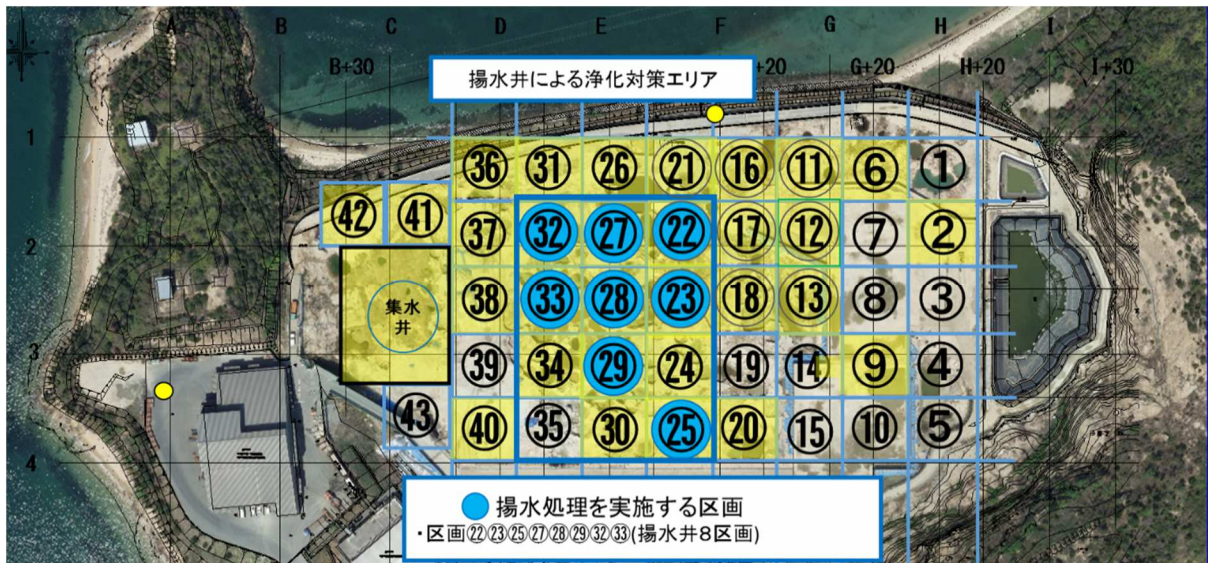 A B C D E F G H I
B+30 F+20 G+20 H+20 I+30
揚水井による浄化対策エリア
1
㊱ ㉛ ㉖ ㉑ ⑯ ⑪ ⑥ ①
㊷ ㊶ ㊲ ㉜ ㉗ ㉒ ⑰ ⑫ ⑦ ②
2
集水
井
㊳ ㉝ ㉘ ㉓ ⑱ ⑬ ⑧ ③
3
㊴ ㉞ ㉙ ㉔ ⑲ ⑭ ⑨ ④
㊸ ㊵ ㉟ ㉚ ㉕ ⑳ ⑮ ⑩ ⑤
4
揚水処理を実施する区画
・区画㉒㉓㉕㉗㉘㉙㉜㉝(揚水井8区画)